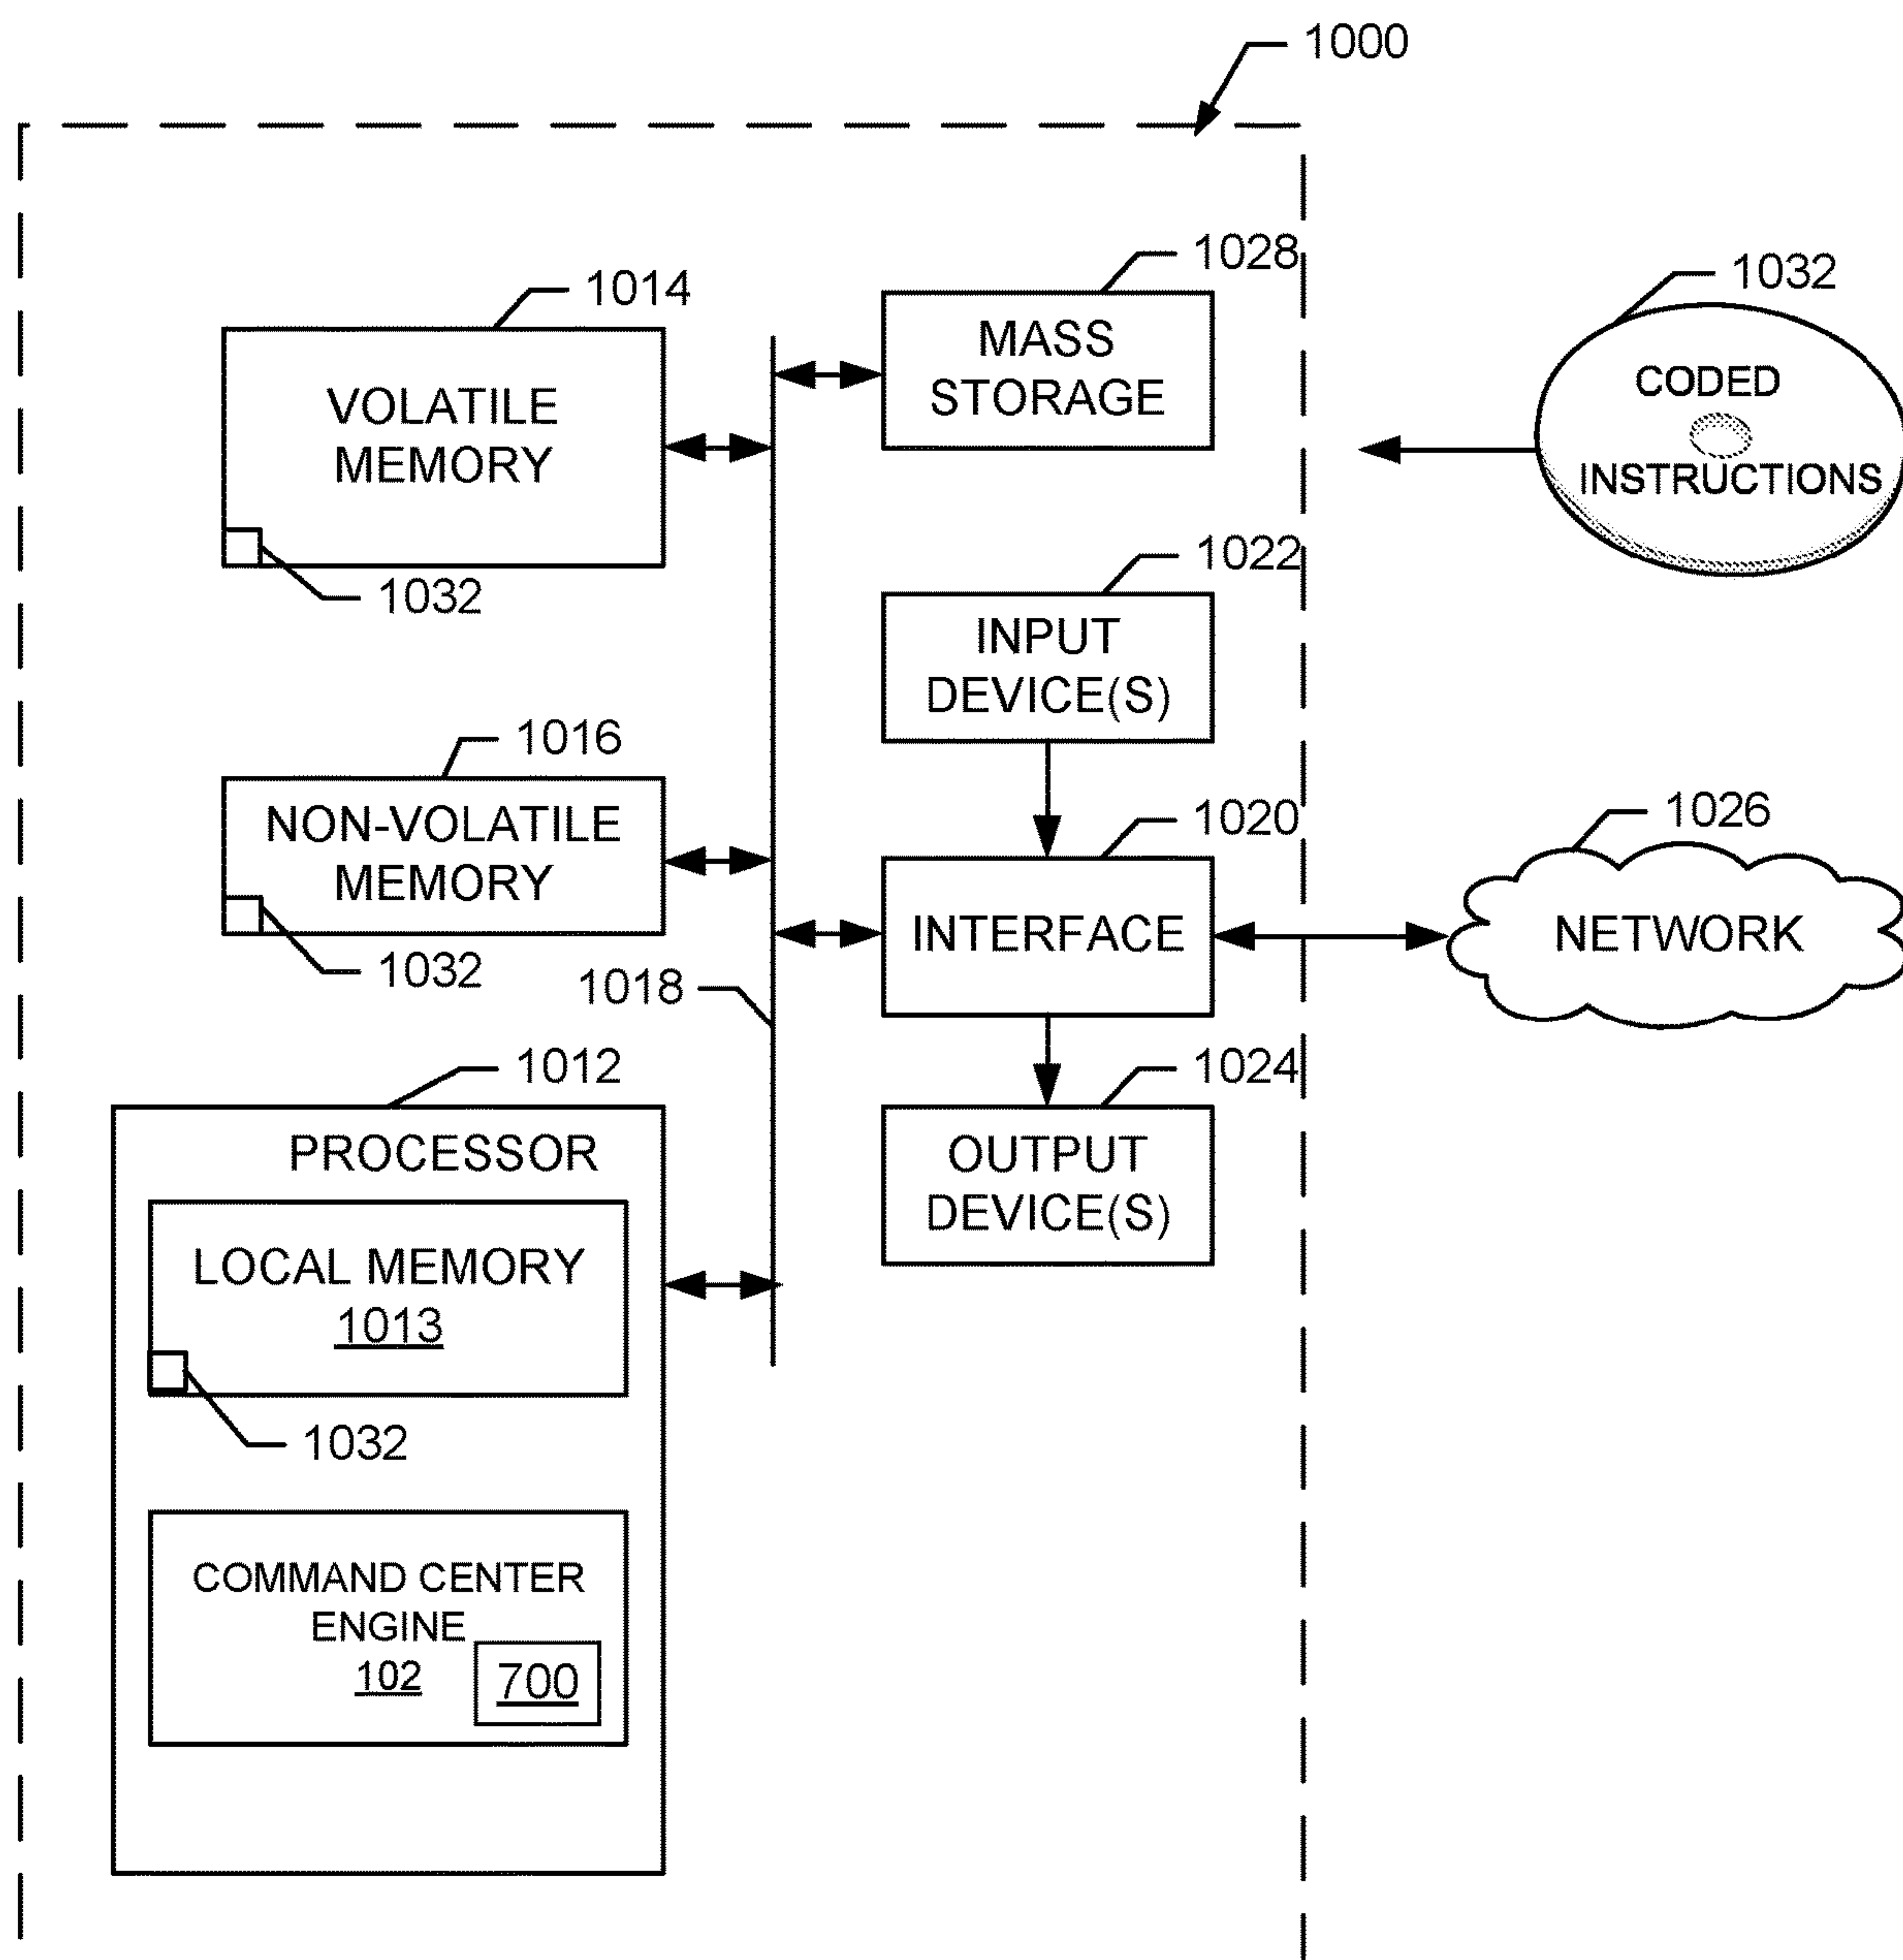 1000
1028
1014
1032
MASS
STORAGE
VOLATILE
MEMORY
CODED
INSTRUCTIONS
1032
1022
INPUT
DEVICE(S)
1016
NON-VOLATILE
MEMORY
1032
1020
1026
INTERFACE
NETWORK
1018
1012
1024
PROCESSOR
OUTPUT
DEVICE(S)
LOCAL MEMORY
1013
1032
COMMAND CENTER
ENGINE
102
700